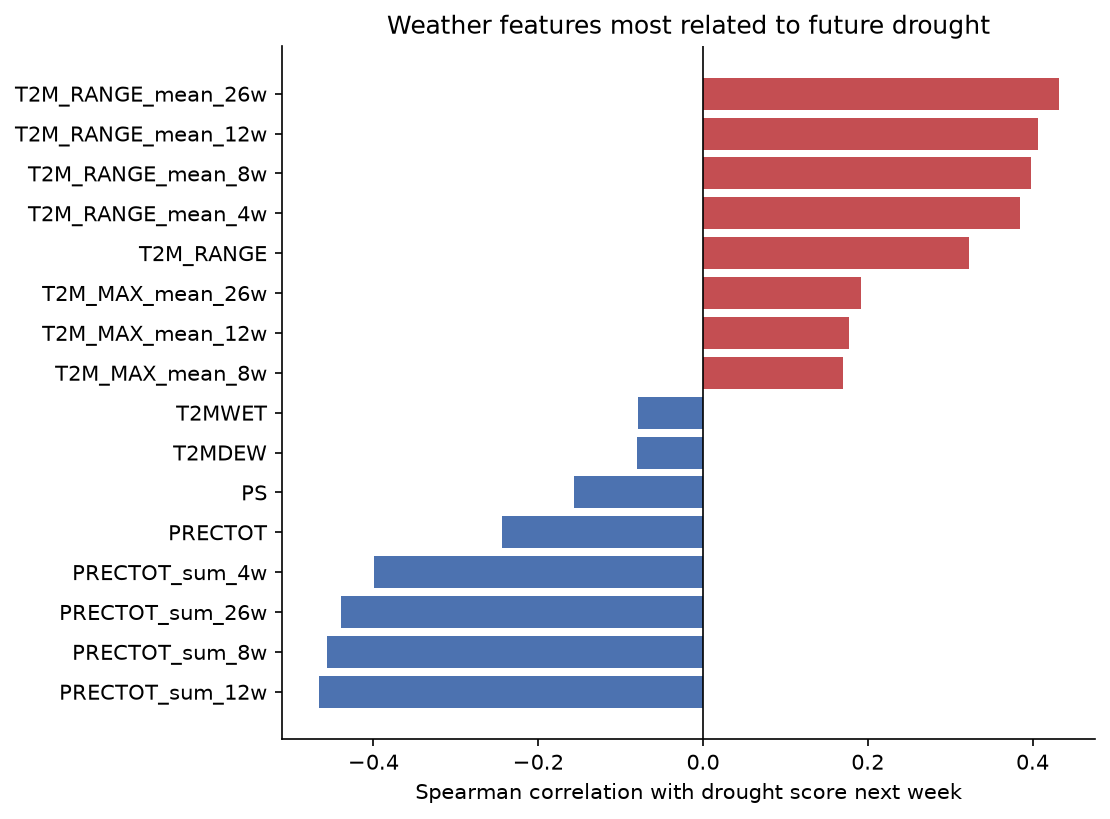 Weather features most related to future drought
T2M_RANGE_mean_26w
T2M_RANGE_mean_12w
T2M_RANGE_mean_8w
T2M_RANGE_mean_4w
T2M_RANGE
T2M_MAX_mean_26w
T2M_MAX_mean_12w
T2M_MAX_mean_8w
T2MWET
T2MDEW
PS
PRECTOT
PRECTOT_sum_4w
PRECTOT_sum_26w
PRECTOT_sum_8w
PRECTOT_sum_12w
−0.4 −0.2 0.0 0.2 0.4
Spearman correlation with drought score next week